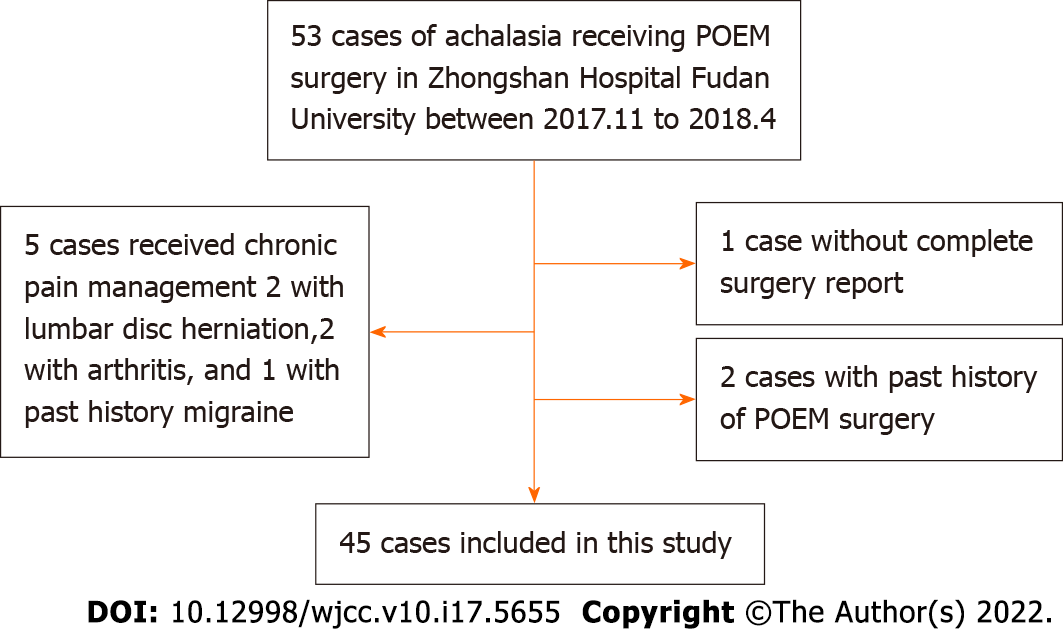 53 cases of achalasia receiving POEM
surgery in Zhongshan Hospital Fudan
University between 2017.11 to 2018.4
5 cases received chronic
pain management 2 with
lumbar disc herniation,2
with arthritis, and 1 with
past history migraine
1 case without complete
surgery report
2 cases with past history
of POEM surgery
45 cases included in this study
DOI: 10.12998/wjcc.v10.i17.5655 Copyright ©The Author(s) 2022.